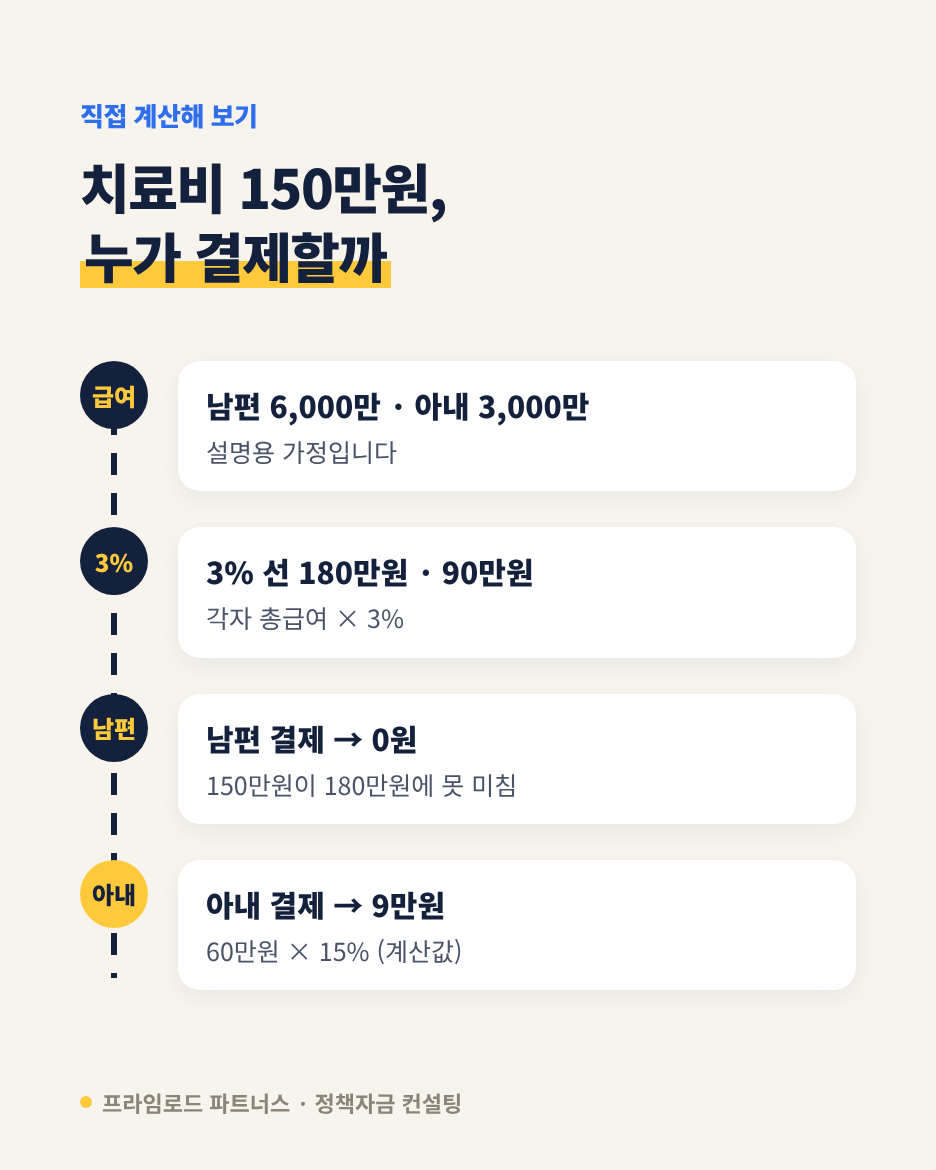 직접 계산해 보기
치료비 150만원,
누가 결제할까
급여
남편 6,000만 · 아내 3,000만
설명용 가정입니다
3%
3% 선 180만원 · 90만원
각자 총급여 × 3%
남편
남편 결제 → 0원
150만원이 180만원에 못 미침
아내
아내 결제 → 9만원
60만원 × 15% (계산값)
프라임로드 파트너스 · 정책자금 컨설팅